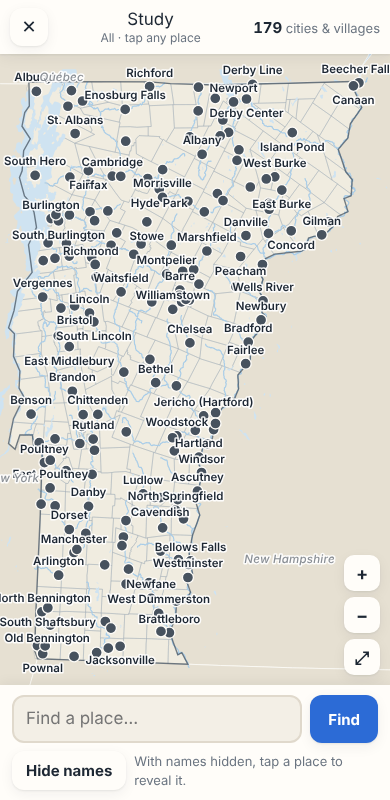 Study
All · tap any place
179 cities & villages
Richford
Derby Line
Beecher Fall
Albu
Québec
Enosburg Falls
Newport
Canaan
St. Albans
Derby Center
Albany
Island Pond
South Hero
Cambridge
West Burke
Fairfax
Morrisville
Burlington
Hyde Park
East Burke
Danville
Gilman
South Burlington
Stowe
Marshfield
Concord
Richmond
Montpelier
Barre
Peacham
Vergennes
Waitsfield
Wells River
Lincoln
Williamstown
Newbury
Bristol
South Lincoln
Chelsea
Bradford
Fairlee
East Middlebury
Bethel
Brandon
Benson
Chittenden
Jericho (Hartford)
Rutland
Woodstock
Poultney
Hartland
Windsor
w York
East Poultney
Ludlow
Ascutney
Danby
North Springfield
Dorset
Cavendish
Manchester
Bellows Falls
Arlington
Westminster
New Hampshire
Newfane
orth Bennington
West Dummerston
South Shaftsbury
Brattleboro
Old Bennington
Pownal
Jacksonville
+
−
Find a place...
Find
Hide names
With names hidden, tap a place to
reveal it.